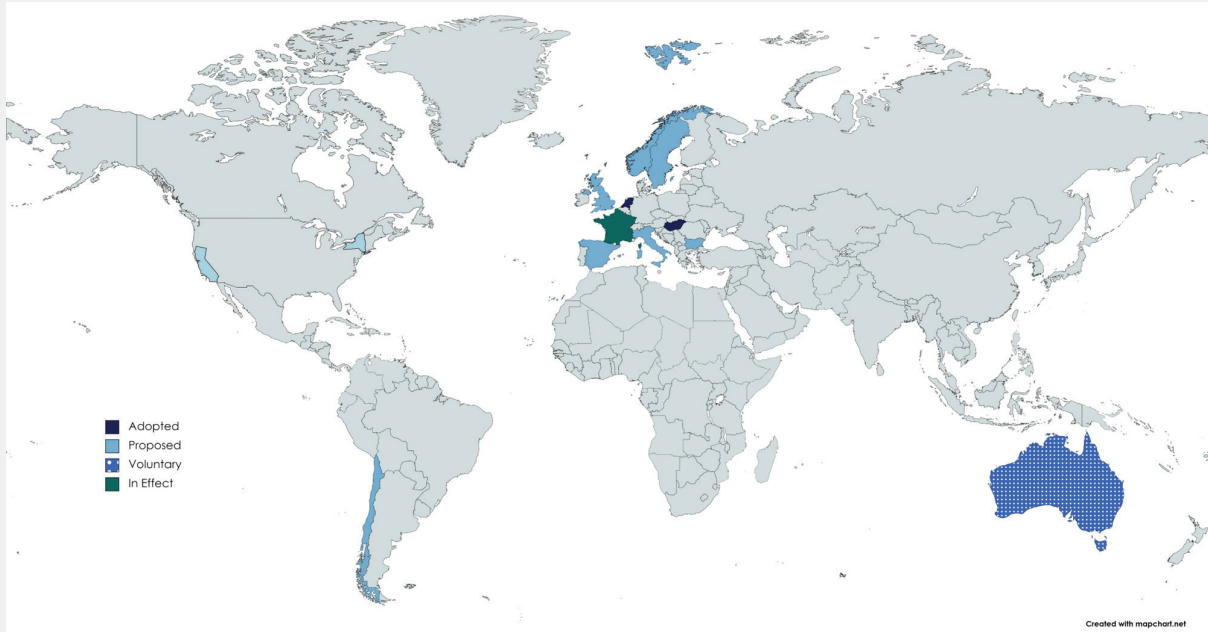 Adopted
Proposed
Voluntary
In Effect
Created with mapchart.net